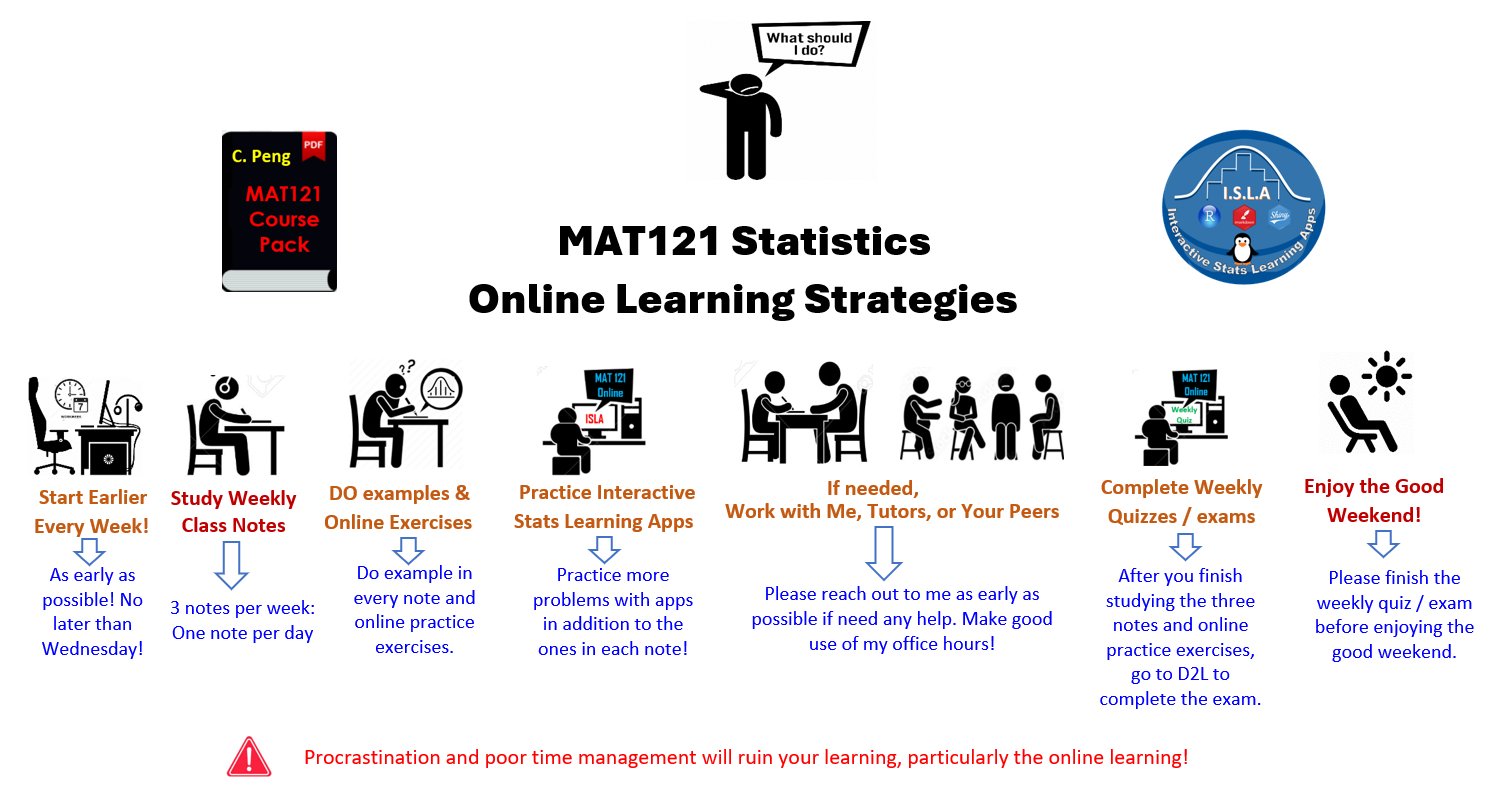 What should
I do?
C. Peng
PDF
MAT121
Course
Pack
I.S.L.A
R
markdown
Shiny
Interactive Stats Learning Apps
MAT121 Statistics
Online Learning Strategies
7
Start Earlier
Every Week!
As early as
possible! No
later than
Wednesday!
Study Weekly
Class Notes
3 notes per week:
One note per day
??
DO examples &
Online Exercises
Do example in
every note and
online practice
exercises.
MAT 121
Online
ISLA
Practice Interactive
Stats Learning Apps
Practice more
problems with apps
in addition to the
ones in each note!
If needed,
Work with Me, Tutors, or Your Peers
Please reach out to me as early as
possible if need any help. Make good
use of my office hours!
MAT 121
Online
Weekly
Quiz
Complete Weekly
Quizzes / exams
After you finish
studying the three
notes and online
practice exercises,
go to D2L to
complete the exam.
Enjoy the Good
Weekend!
Please finish the
weekly quiz / exam
before enjoying the
good weekend.
Procrastination and poor time management will ruin your learning, particularly the online learning!